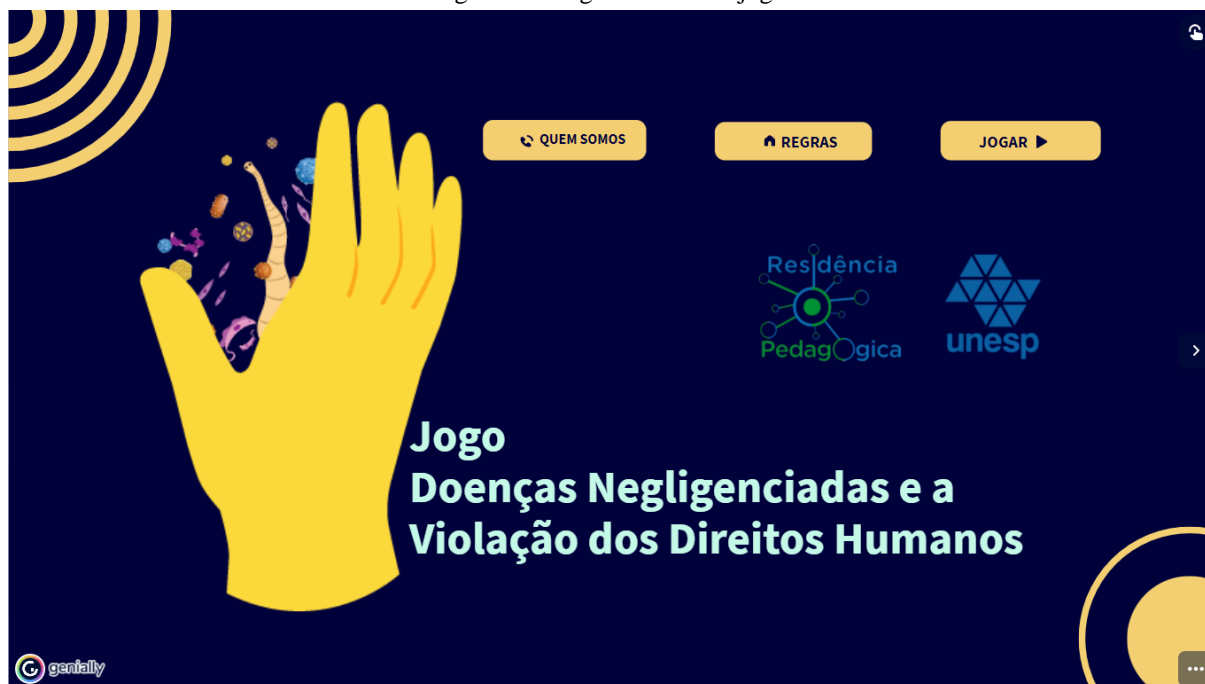 QUEM SOMOS
REGRAS
JOGAR
Residência
Pedagógica
unesp
Jogo
Doenças Negligenciadas e a
Violação dos Direitos Humanos
genially